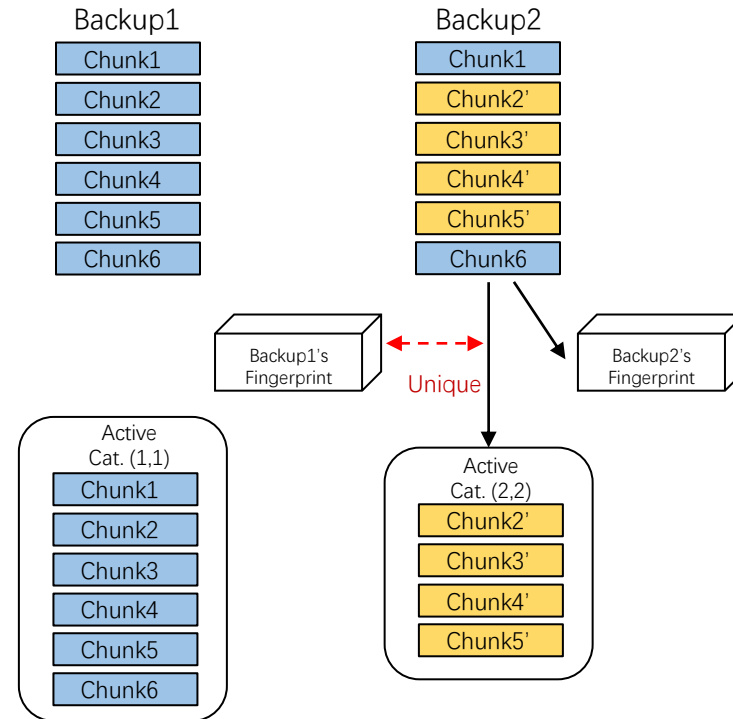 Backup1
Chunk1
Chunk2
Chunk3
Chunk4
Chunk5
Chunk6
Backup2
Chunk1
Chunk2’
Chunk3’
Chunk4’
Chunk5’
Chunk6
Backup1’s
Fingerprint
Unique
Backup2’s
Fingerprint
Active
Cat. (1,1)
Chunk1
Chunk2
Chunk3
Chunk4
Chunk5
Chunk6
Active
Cat. (2,2)
Chunk2’
Chunk3’
Chunk4’
Chunk5’